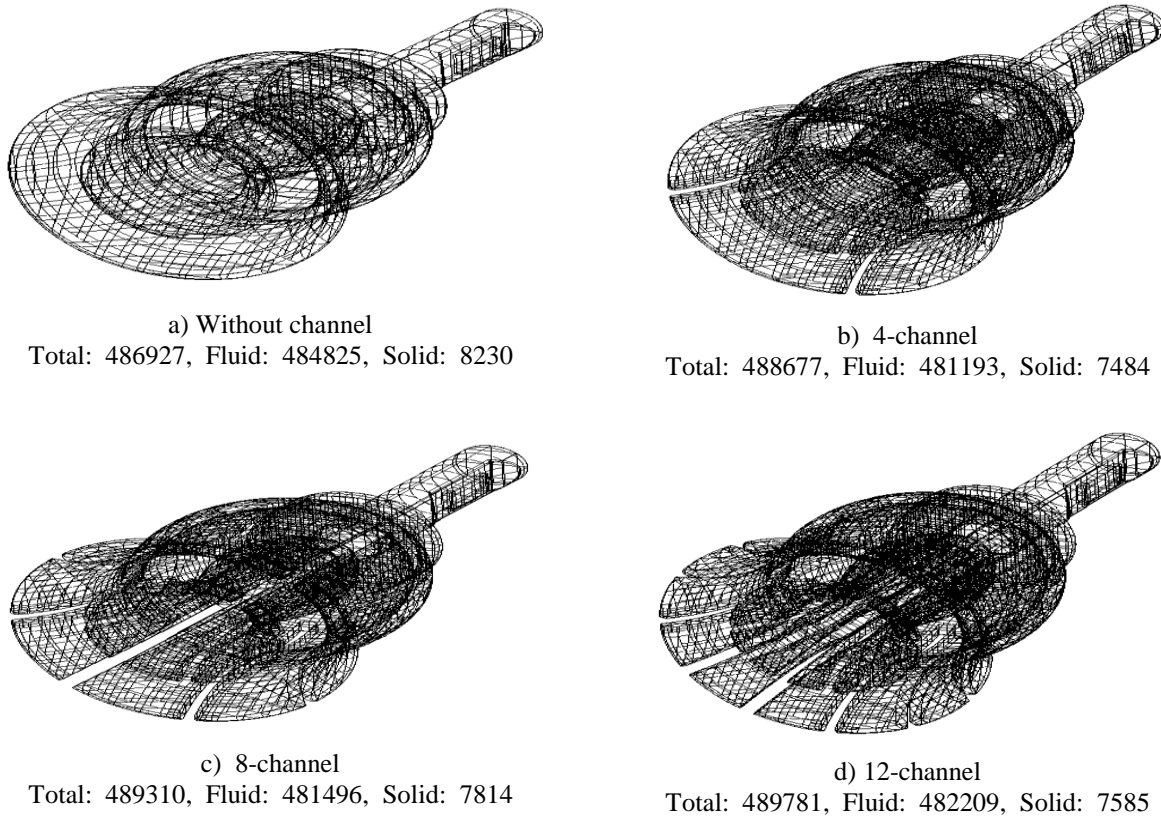 a) Without channel
Total: 486927, Fluid: 484825, Solid: 8230
b) 4-channel
Total: 488677, Fluid: 481193, Solid: 7484
c) 8-channel
Total: 489310, Fluid: 481496, Solid: 7814
d) 12-channel
Total: 489781, Fluid: 482209, Solid: 7585